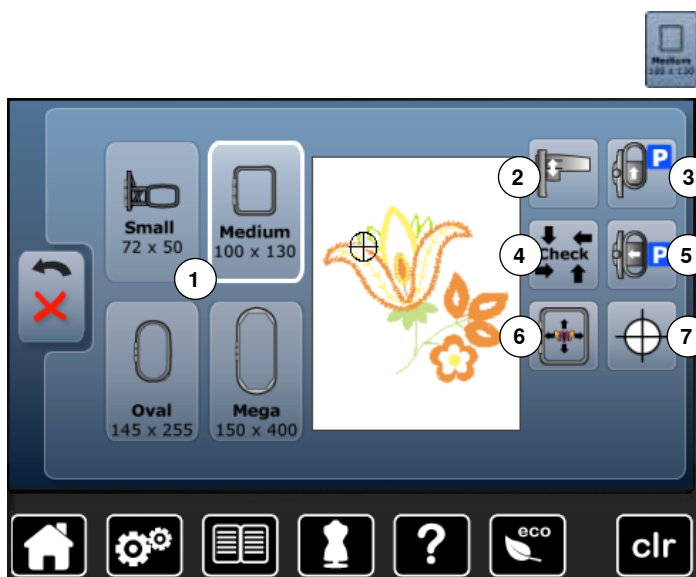 Medium
100 x 130
Small
72 x 50
Medium
100 x 130
1
2
P
3
4
Check
P
5
6
7
Oval
145 x 255
Mega
150 x 400
?
eco
clr